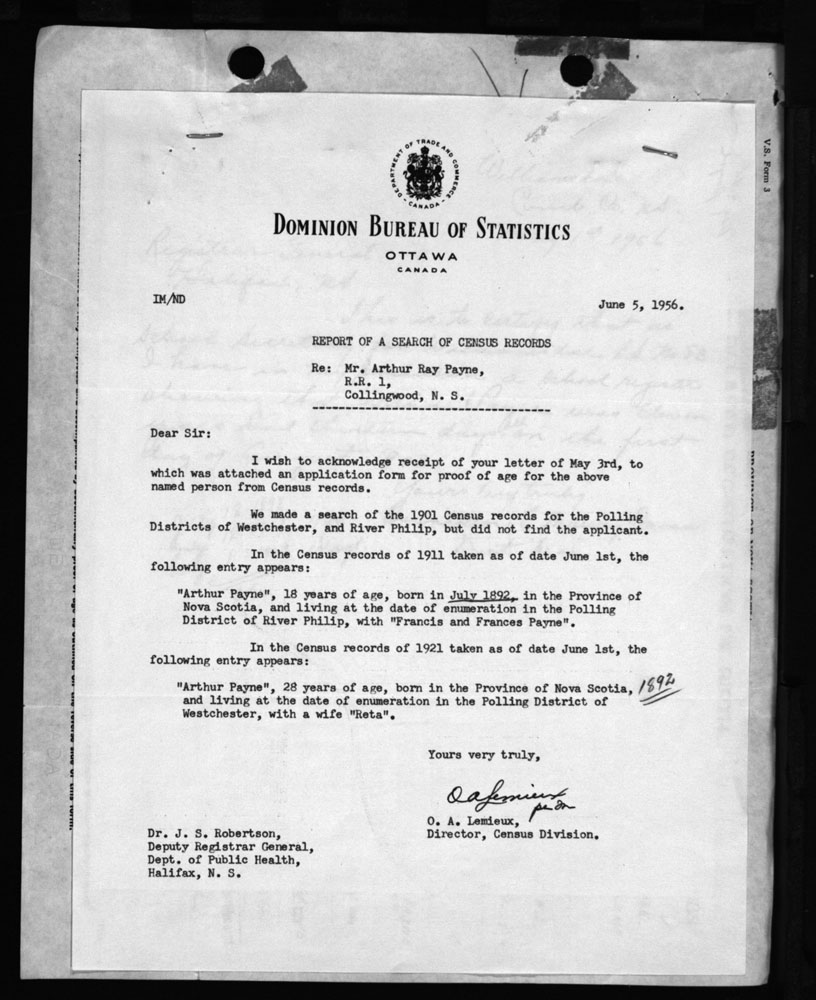 DEPARTMENT OF TRADE AND COMMERCE
CANADA
DOMINION BUREAU OF STATISTICS
OTTAWA
CANADA
V.S. Form 3
IM/ND
June 5, 1956.
REPORT OF A SEARCH OF CENSUS RECORDS
Re: Mr. Arthur Ray Payne,
R.R. 1,
Collingwood, N. S.
------------------------------------
Dear Sir:
I wish to acknowledge receipt of your letter of May 3rd, to
which was attached an application form for proof of age for the above
named person from Census records.
We made a search of the 1901 Census records for the Polling
Districts of Westchester, and River Philip, but did not find the applicant.
In the Census records of 1911 taken as of date June 1st, the
following entry appears:
"Arthur Payne", 18 years of age, born in July 1892, in the Province of
Nova Scotia, and living at the date of enumeration in the Polling
District of River Philip, with "Francis and Frances Payne".
In the Census records of 1921 taken as of date June 1st, the
following entry appears:
"Arthur Payne", 28 years of age, born in the Province of Nova Scotia, 1892
and living at the date of enumeration in the Polling District of
Westchester, with a wife "Reta".
Yours very truly,
O A Lemieux
O. A. Lemieux,
Director, Census Division.
Dr. J. S. Robertson,
Deputy Registrar General,
Dept. of Public Health,
Halifax, N. S.